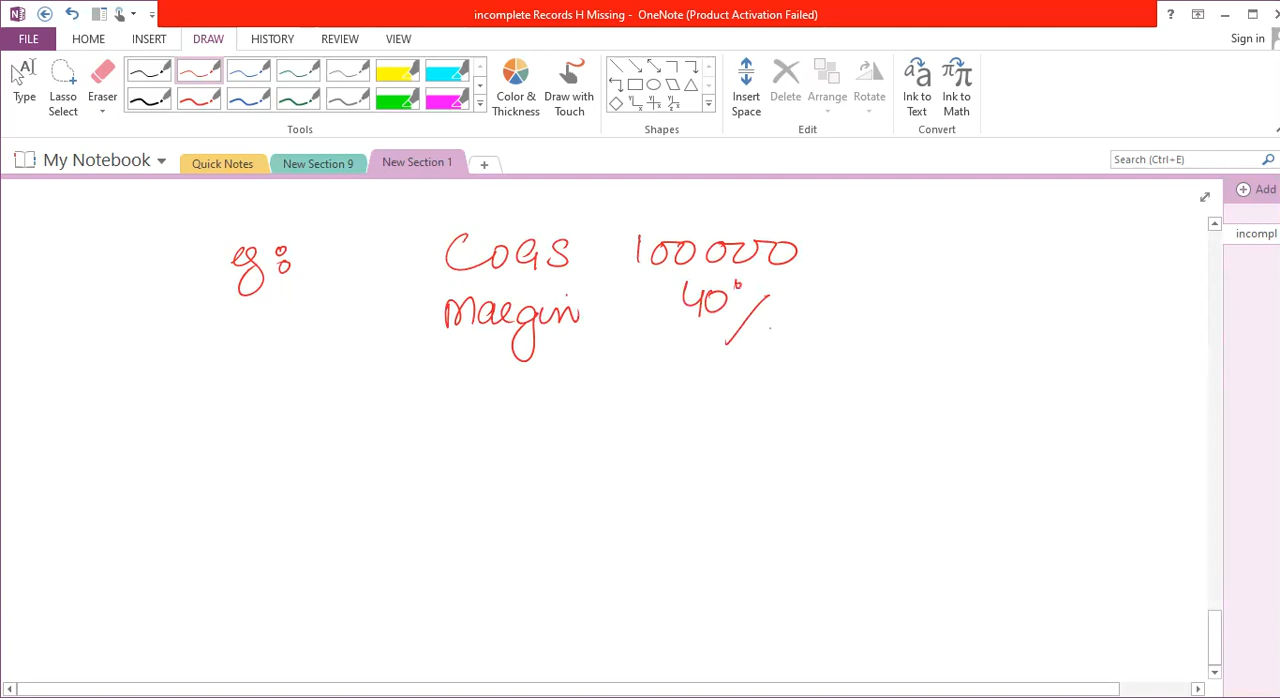 incomplete Records H Missing - OneNote (Product Activation Failed)
FILE HOME INSERT DRAW HISTORY REVIEW VIEW Sign in
Type Lasso Select Eraser Color & Thickness Draw with Touch Insert Space Delete Arrange Rotate Ink to Text Ink to Math
Tools Shapes Edit Convert
My Notebook Quick Notes New Section 9 New Section 1 Search (Ctrl+E)
Add
incompl
eg: COGS 100000
Margin 40%